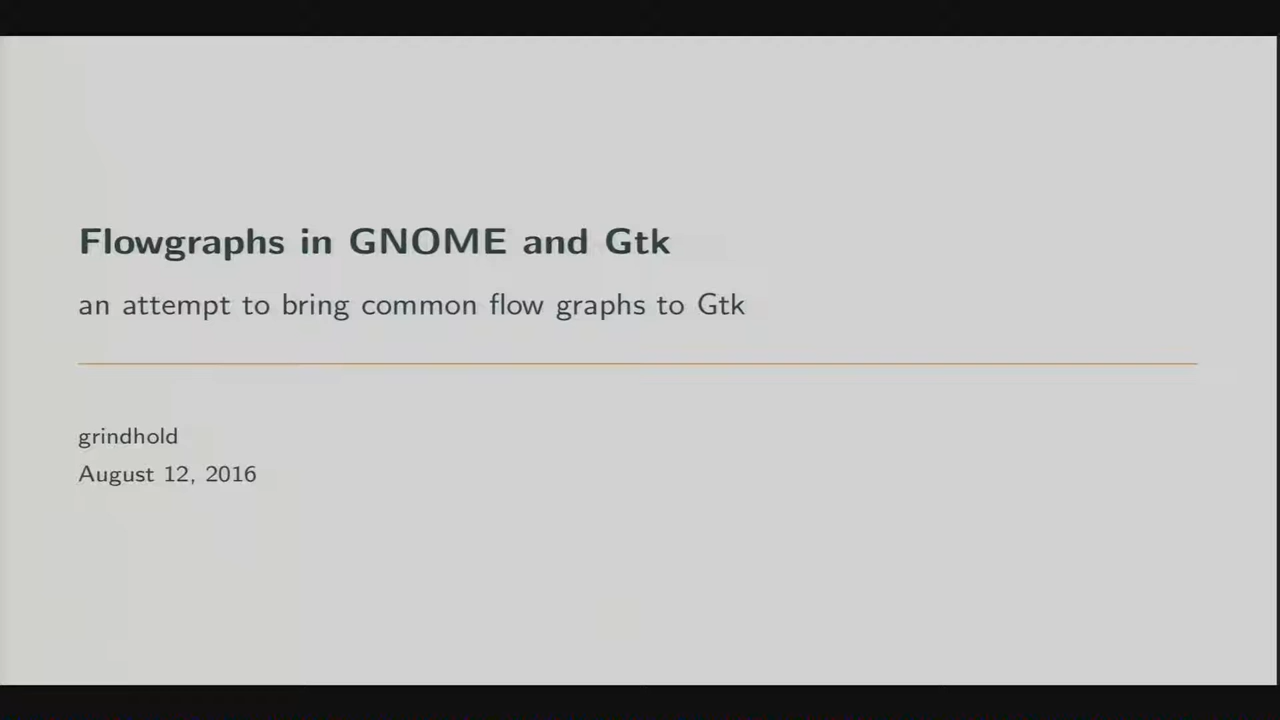 Flowgraphs in GNOME and Gtk
an attempt to bring common flow graphs to Gtk
grindhold
August 12, 2016